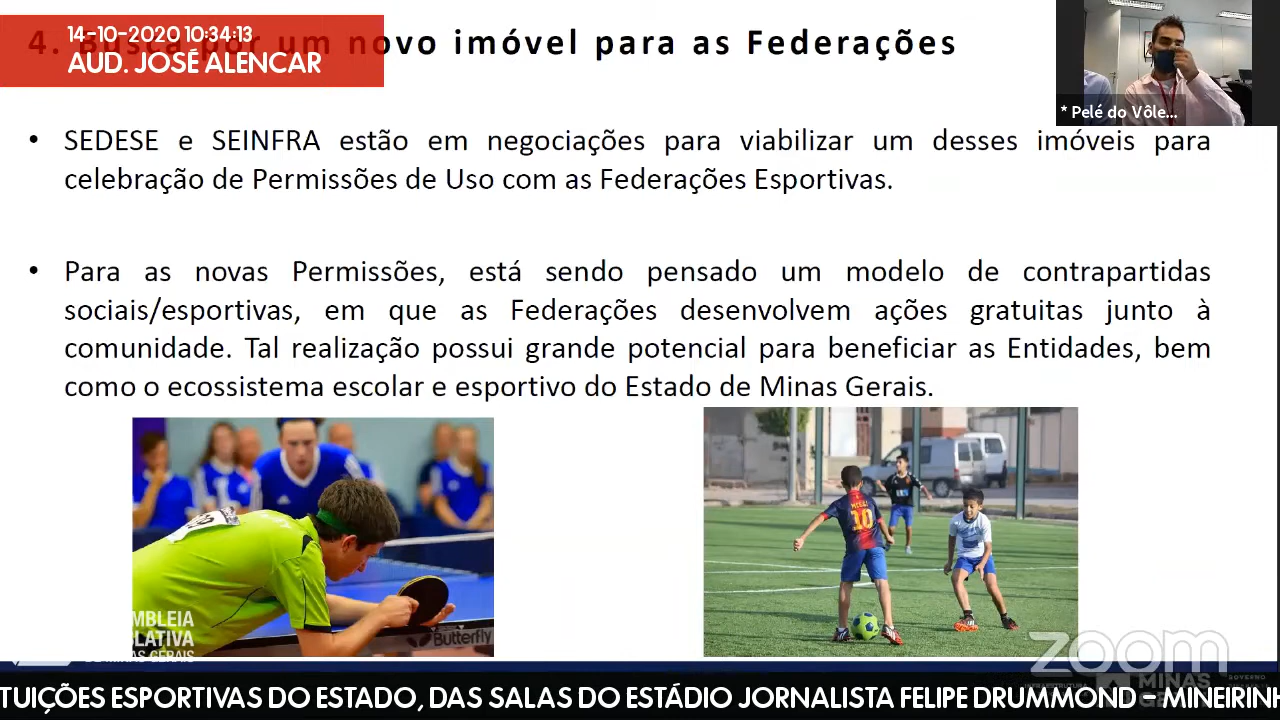 14-10-2020 10:34:13
AUD. JOSÉ ALENCAR
4. Busca por um novo imóvel para as Federações
* Pelé do Vôle...
• SEDESE e SEINFRA estão em negociações para viabilizar um desses imóveis para
celebração de Permissões de Uso com as Federações Esportivas.
• Para as novas Permissões, está sendo pensado um modelo de contrapartidas
sociais/esportivas, em que as Federações desenvolvem ações gratuitas junto à
comunidade. Tal realização possui grande potencial para beneficiar as Entidades, bem
como o ecossistema escolar e esportivo do Estado de Minas Gerais.
10
Butterfly
MBLEIA
LATIVA
AS GERAIS
zoom
MINAS
TUIÇÕES ESPORTIVAS DO ESTADO, DAS SALAS DO ESTÁDIO JORNALISTA FELIPE DRUMMOND - MINEIRINH